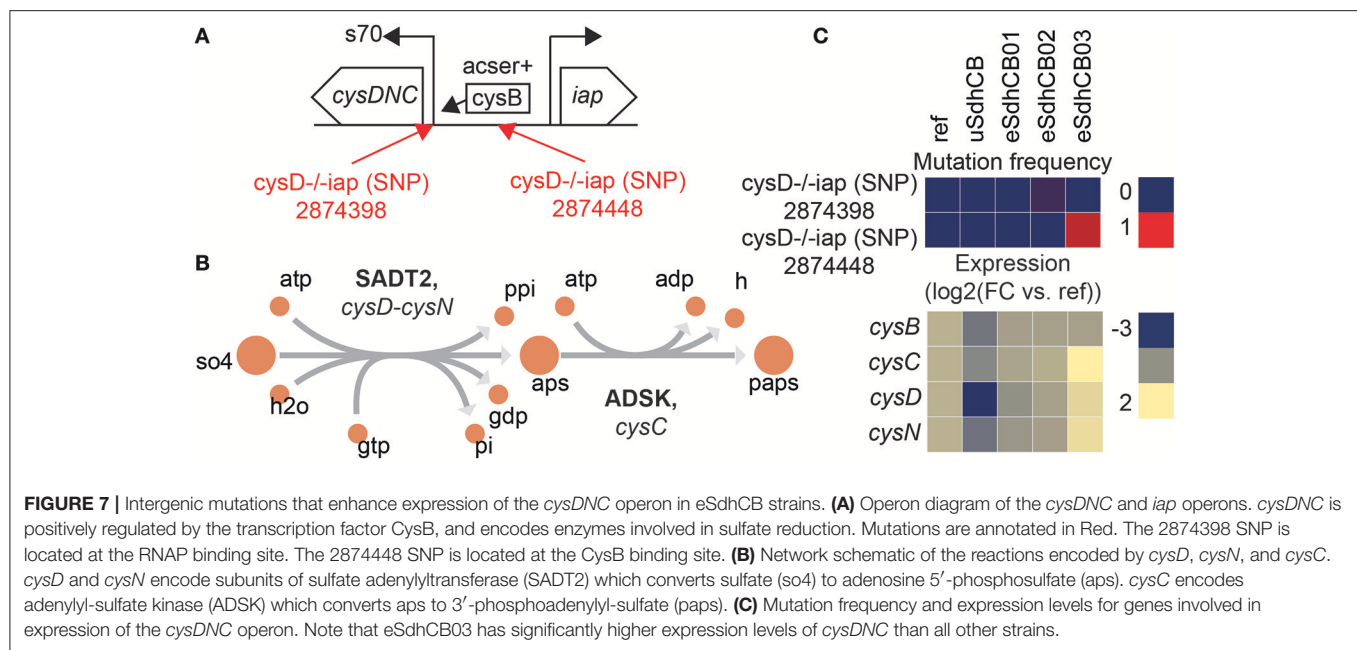 A
s70
acser+
cysDNC
cysB
iap
cysD-/-iap (SNP)
2874398
cysD-/-iap (SNP)
2874448
B
atp
SADT2,
cysD-cysN
ppi
atp
adp
h
so4
aps
paps
h2o
gtp
pi
gdp
ADSK,
cysC
C
ref
uSdhCB
eSdhCB01
eSdhCB02
eSdhCB03
Mutation frequency
cysD-/-iap (SNP)
2874398
cysD-/-iap (SNP)
2874448
0
1
Expression
(log2(FC vs. ref))
cysB
cysC
cysD
cysN
-3
2
FIGURE 7 | Intergenic mutations that enhance expression of the cysDNC operon in eSdhCB strains. (A) Operon diagram of the cysDNC and iap operons. cysDNC is
positively regulated by the transcription factor CysB, and encodes enzymes involved in sulfate reduction. Mutations are annotated in Red. The 2874398 SNP is
located at the RNAP binding site. The 2874448 SNP is located at the CysB binding site. (B) Network schematic of the reactions encoded by cysD, cysN, and cysC.
cysD and cysN encode subunits of sulfate adenylyltransferase (SADT2) which converts sulfate (so4) to adenosine 5′-phosphosulfate (aps). cysC encodes
adenylyl-sulfate kinase (ADSK) which converts aps to 3′-phosphoadenylyl-sulfate (paps). (C) Mutation frequency and expression levels for genes involved in
expression of the cysDNC operon. Note that eSdhCB03 has significantly higher expression levels of cysDNC than all other strains.